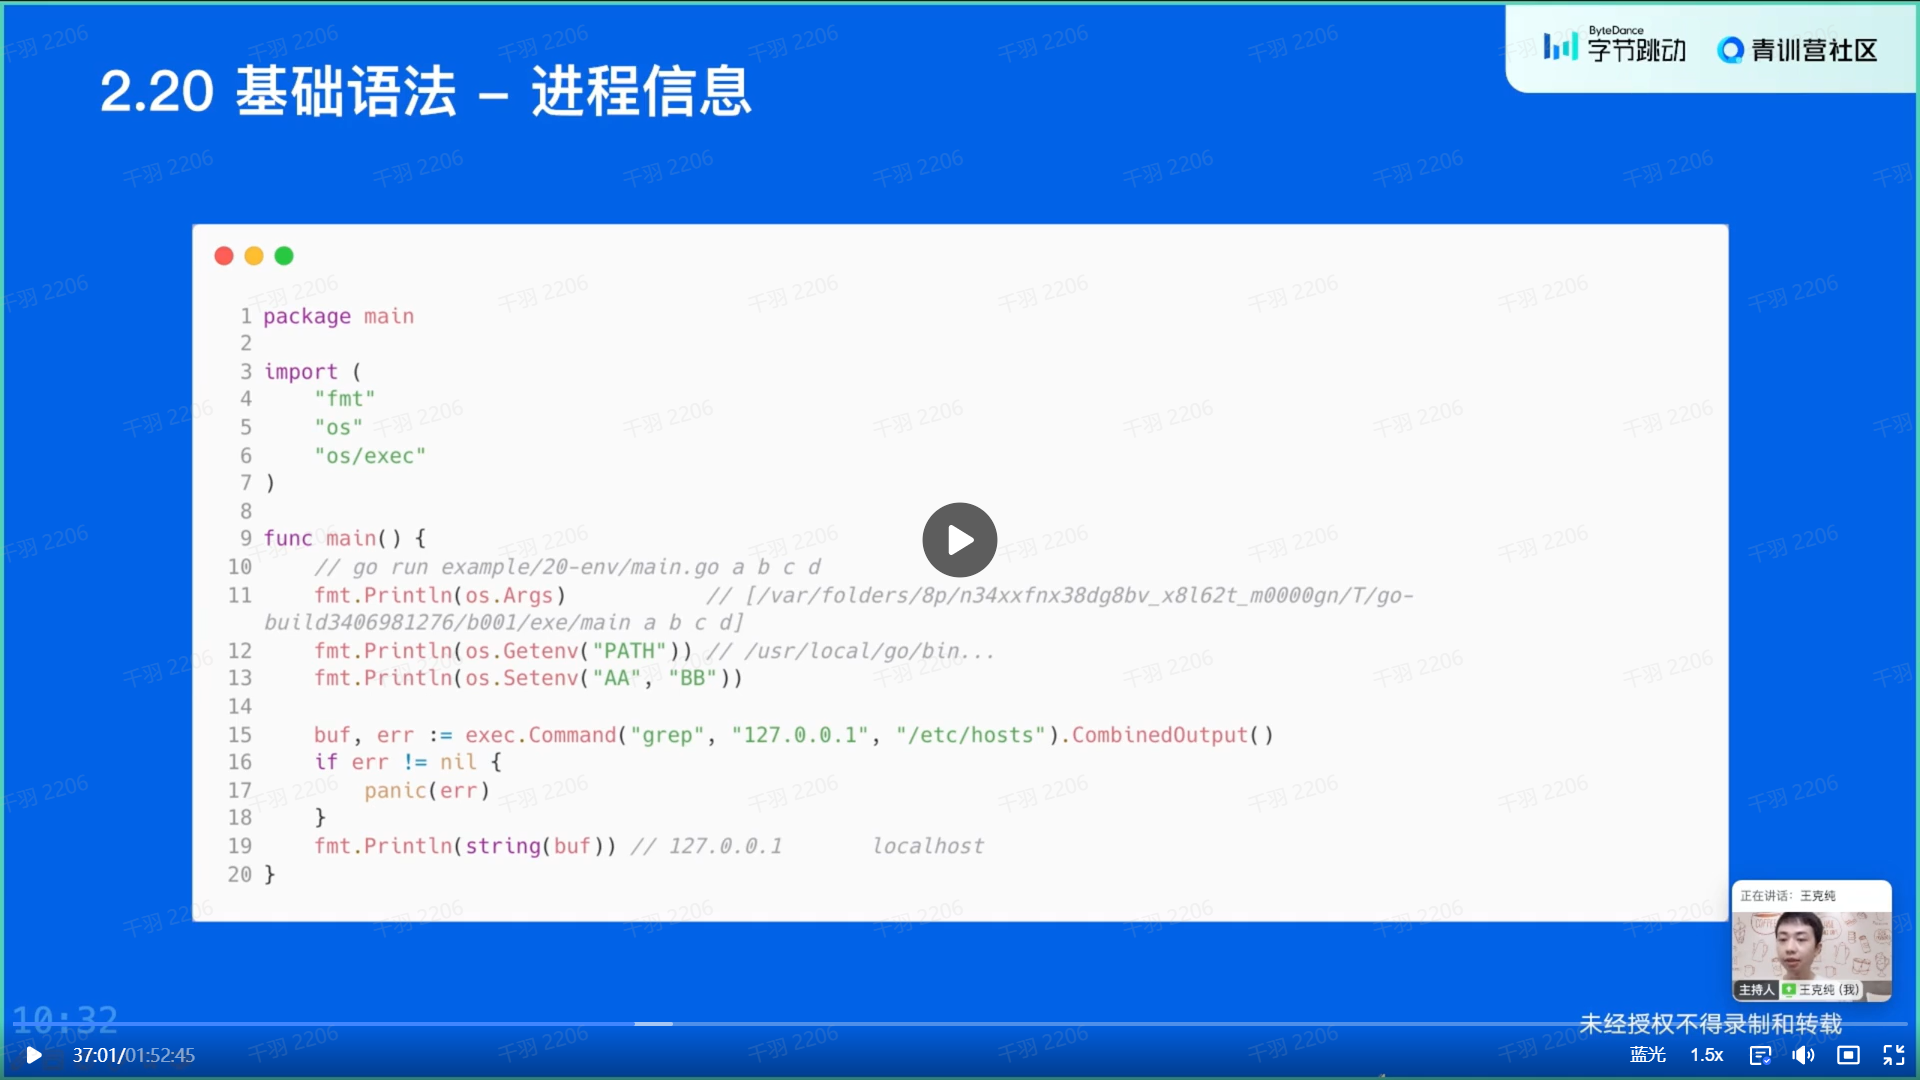 2.20 基础语法 – 进程信息
ByteDance
字节跳动
青训营社区
1 package main
2
3 import (
4     "fmt"
5     "os"
6     "os/exec"
7 )
8
9 func main() {
10     // go run example/20-env/main.go a b c d
11     fmt.Println(os.Args)           // [/var/folders/8p/n34xxfnx38dg8bv_x8l62t_m0000gn/T/go-
build3406981276/b001/exe/main a b c d]
12     fmt.Println(os.Getenv("PATH")) // /usr/local/go/bin...
13     fmt.Println(os.Setenv("AA", "BB"))
14
15     buf, err := exec.Command("grep", "127.0.0.1", "/etc/hosts").CombinedOutput()
16     if err != nil {
17         panic(err)
18     }
19     fmt.Println(string(buf)) // 127.0.0.1       localhost
20 }
正在讲话: 王克纯
主持人 王克纯 (我)
10:32
未经授权不得录制和转载
37:01/01:52:45
蓝光 1.5x
千羽 2206